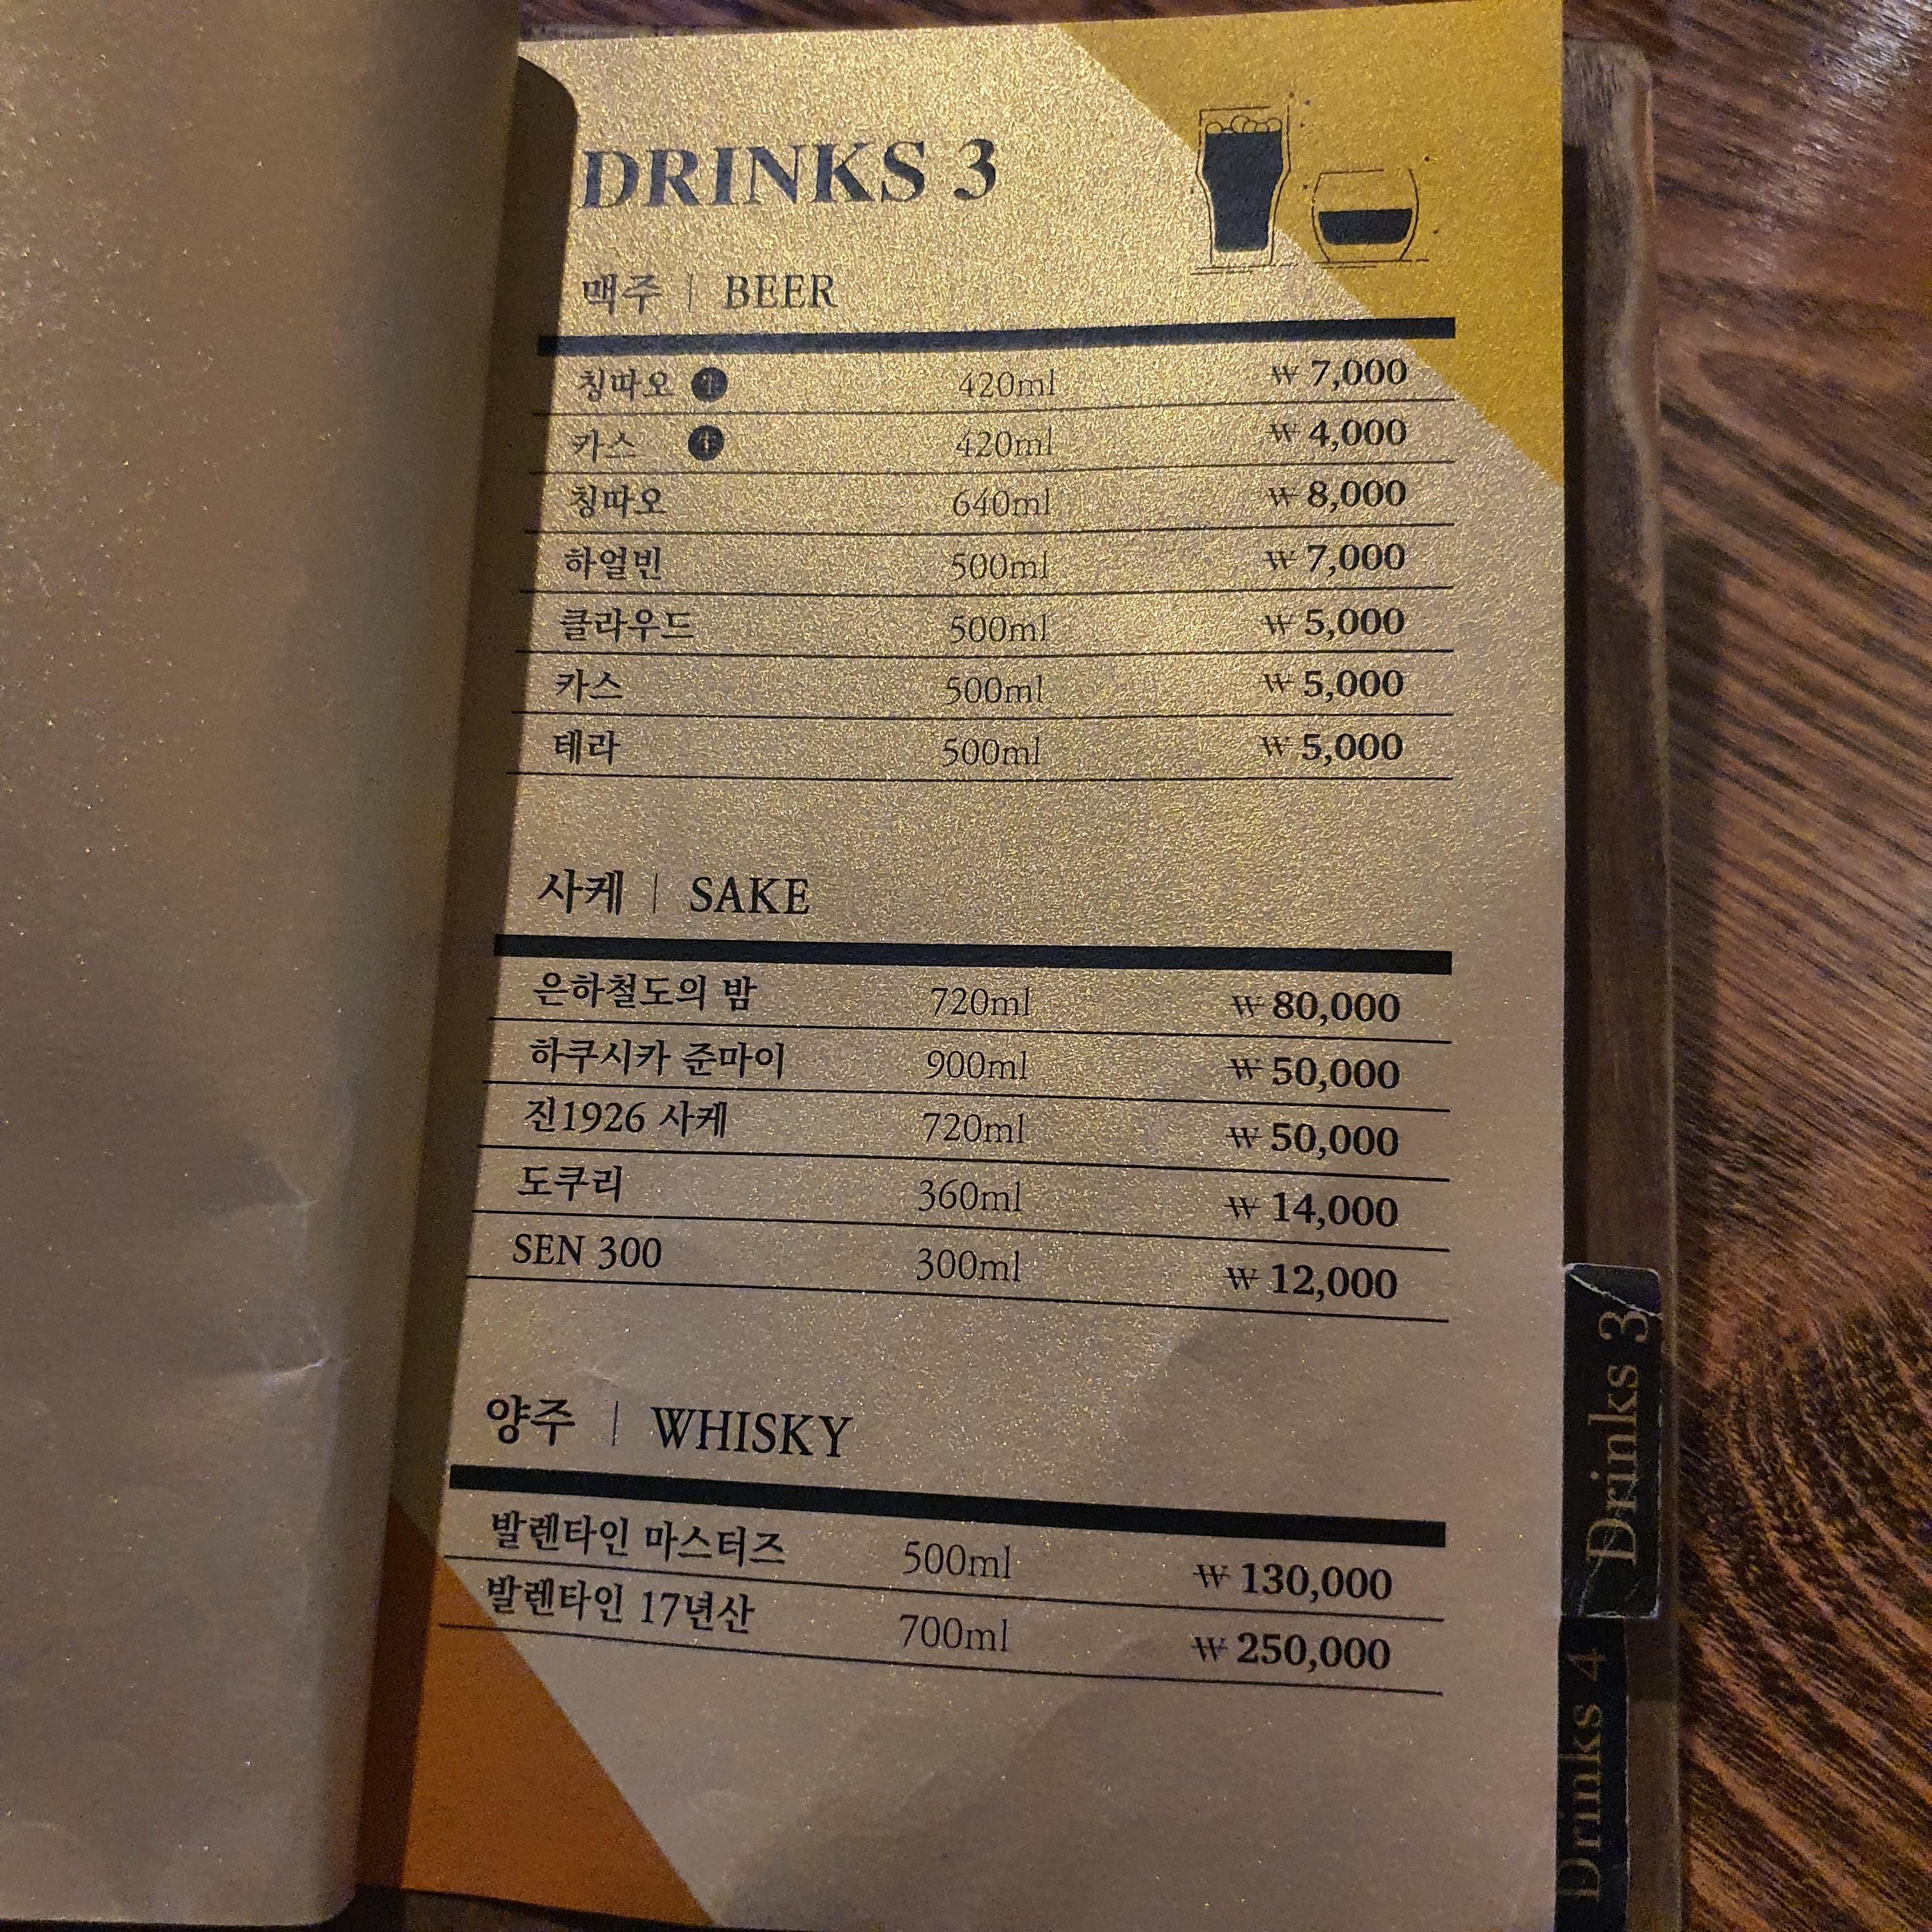 DRINKS 3
맥주 | BEER
칭따오 420ml ₩ 7,000
카스 420ml ₩ 4,000
칭따오 640ml ₩ 8,000
하얼빈 500ml ₩ 7,000
클라우드 500ml ₩ 5,000
카스 500ml ₩ 5,000
테라 500ml ₩ 5,000
사케 | SAKE
은하철도의 밤 720ml ₩ 80,000
하쿠시카 준마이 900ml ₩ 50,000
진1926 사케 720ml ₩ 50,000
도쿠리 360ml ₩ 14,000
SEN 300 300ml ₩ 12,000
양주 | WHISKY
발렌타인 마스터즈 500ml ₩ 130,000
발렌타인 17년산 700ml ₩ 250,000
Drinks 3
Drinks 4